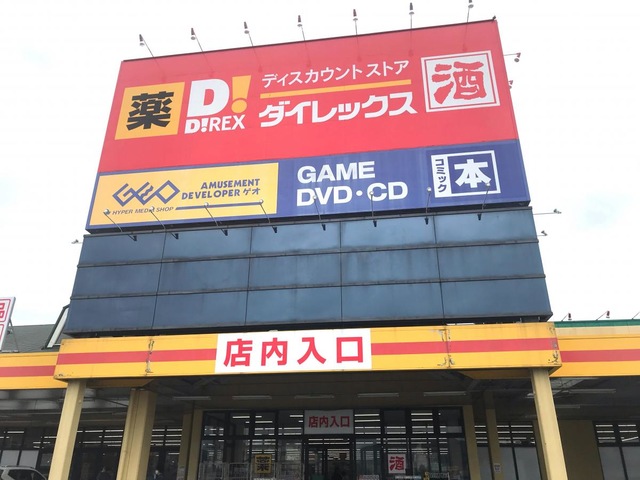 薬
D!
D!REX
ディスカウントストア
ダイレックス
酒
GEO
HYPER MEDIA SHOP
AMUSEMENT
DEVELOPER ゲオ
GAME
DVD・CD
コミック
本
店内入口
店内入口
薬
酒